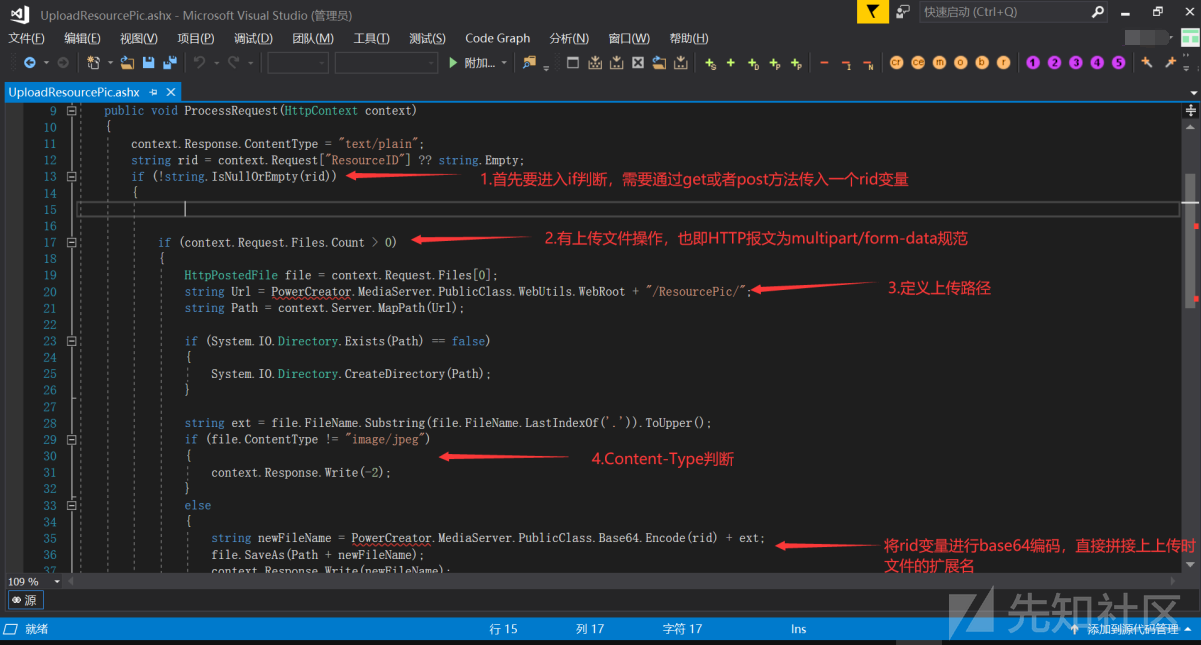 UploadResourcePic.ashx - Microsoft Visual Studio (管理员)
快速启动 (Ctrl+Q)
文件(F) 编辑(E) 视图(V) 项目(P) 调试(D) 团队(M) 工具(T) 测试(S) Code Graph 分析(N) 窗口(W) 帮助(H)
附加...
cr ce m o b f 1 2 3 4 5
UploadResourcePic.ashx
9 public void ProcessRequest(HttpContext context)
10 {
11 context.Response.ContentType = "text/plain";
12 string rid = context.Request["ResourceID"] ?? string.Empty;
13 if (!string.IsNullOrEmpty(rid))
1.首先要进入if判断，需要通过get或者post方法传入一个rid变量
14 {
15
16
17 if (context.Request.Files.Count > 0)
2.有上传文件操作，也即HTTP报文为multipart/form-data规范
18 {
19 HttpPostedFile file = context.Request.Files[0];
20 string Url = PowerCreator.MediaServer.PublicClass.WebUtils.WebRoot + "/ResourcePic/";
3.定义上传路径
21 string Path = context.Server.MapPath(Url);
22
23 if (System.IO.Directory.Exists(Path) == false)
24 {
25 System.IO.Directory.CreateDirectory(Path);
26 }
27
28 string ext = file.FileName.Substring(file.FileName.LastIndexOf('.')).ToUpper();
29 if (file.ContentType != "image/jpeg")
30 {
4.Content-Type判断
31 context.Response.Write(-2);
32 }
33 else
34 {
35 string newFileName = PowerCreator.MediaServer.PublicClass.Base64.Encode(rid) + ext;
将rid变量进行base64编码，直接拼接上上传时
文件的扩展名
36 file.SaveAs(Path + newFileName);
37 context.Response.Write(newFileName);
109 %
源
先知社区
就绪 行 15 列 17 字符 17 Ins 添加到源代码管理